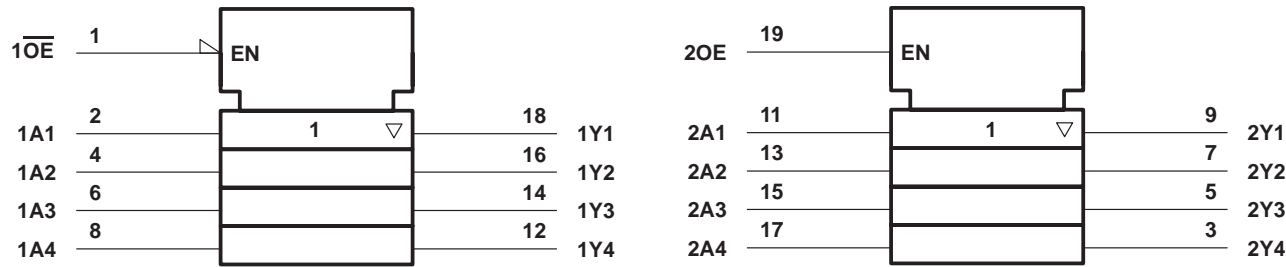 1O̅E̅ 1 EN
1A1 2 1 ▽ 18 1Y1
1A2 4 16 1Y2
1A3 6 14 1Y3
1A4 8 12 1Y4
2OE 19 EN
2A1 11 1 ▽ 9 2Y1
2A2 13 7 2Y2
2A3 15 5 2Y3
2A4 17 3 2Y4